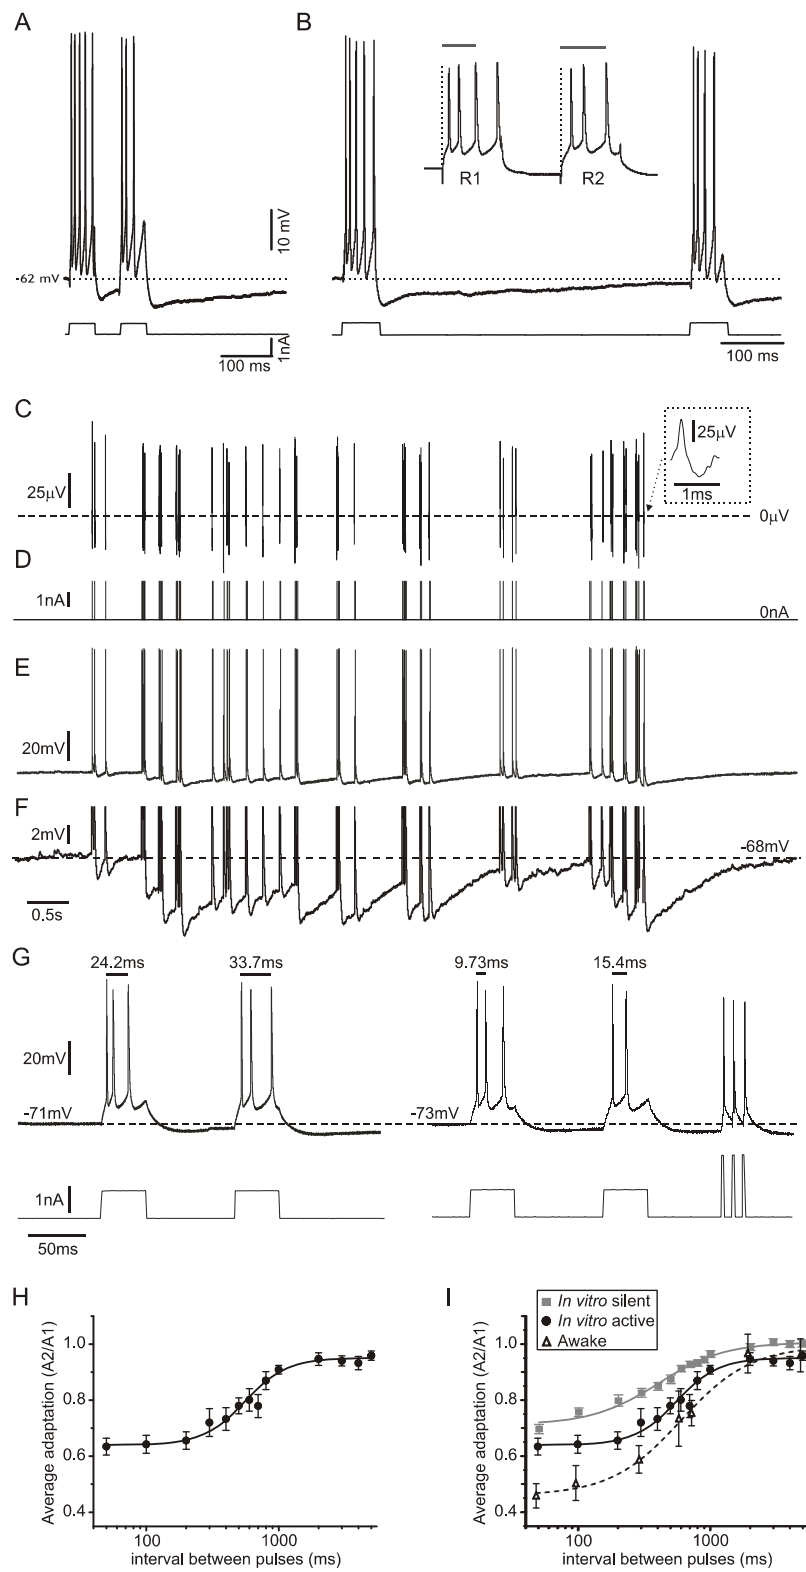 A
B
R1
R2
10 mV
-62 mV
1nA
100 ms
100 ms
C
25µV
25µV
1ms
0µV
D
1nA
0nA
E
20mV
F
2mV
-68mV
0.5s
G
24.2ms
33.7ms
9.73ms
15.4ms
20mV
-71mV
-73mV
1nA
50ms
H
I
In vitro silent
In vitro active
Awake
Average adaptation (A2/A1)
1.0
0.8
0.6
0.4
100
1000
interval between pulses (ms)
Average adaptation (A2/A1)
1.0
0.8
0.6
0.4
100
1000
interval between pulses (ms)